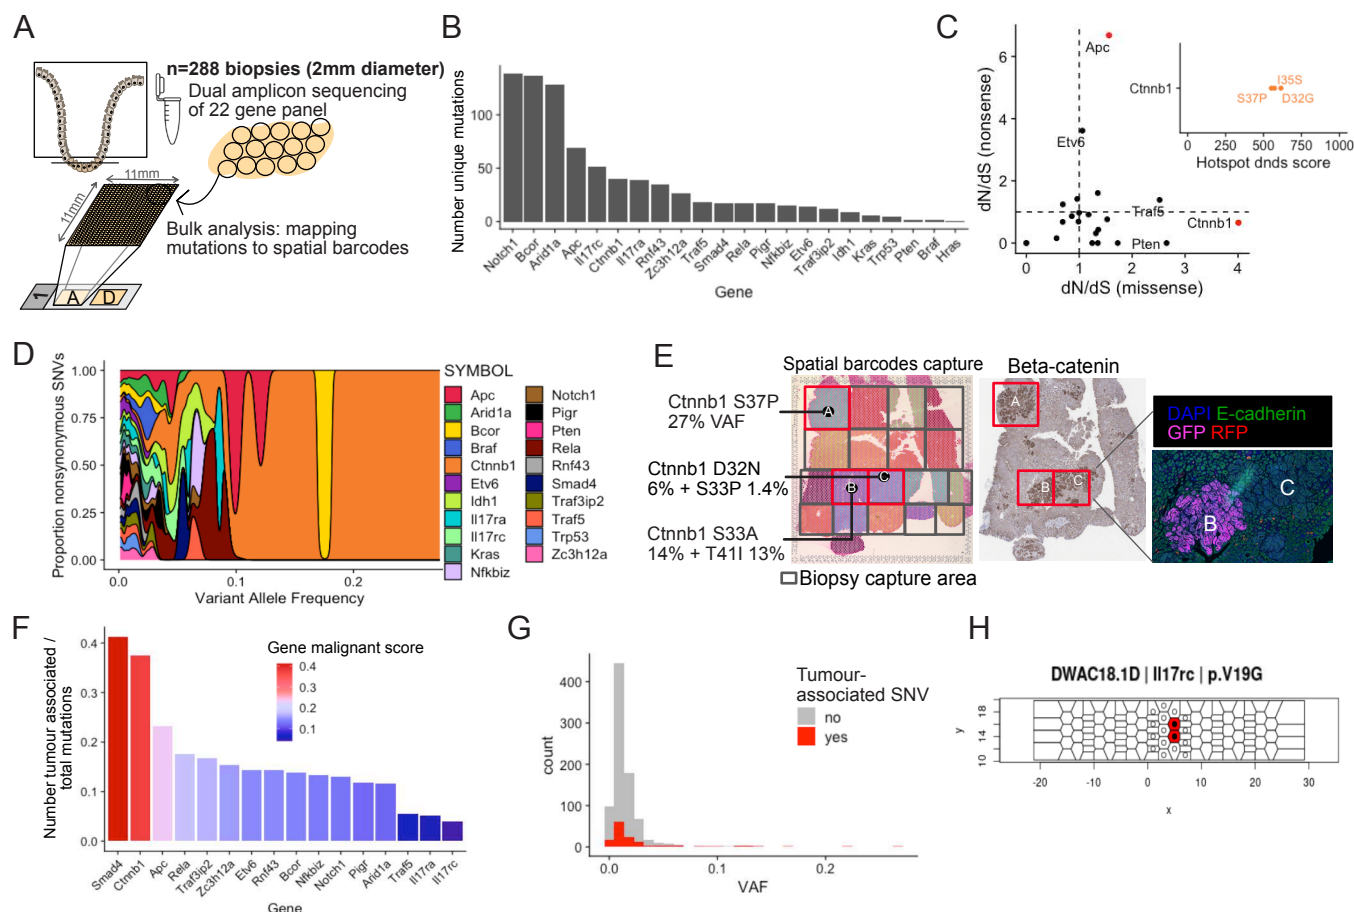 A
n=288 biopsies (2mm diameter)
Dual amplicon sequencing
of 22 gene panel
11mm
11mm
Bulk analysis: mapping
mutations to spatial barcodes
1
A
D
B
Number unique mutations
100
50
0
Notch1
Bcor
Arid1a
Apc
Il17rc
Ctnnb1
Il17ra
Rnf43
Zc3h12a
Traf5
Smad4
Rela
Pigr
Nfkbiz
Etv6
Traf3ip2
Idh1
Kras
Trp53
Pten
Braf
Hras
Gene
C
dN/dS (nonsense)
6
4
2
0
Apc
Etv6
Traf5
Ctnnb1
Pten
0 1 2 3 4
dN/dS (missense)
Ctnnb1
I35S
S37P D32G
0 250 500 750 1000
Hotspot dnds score
D
Proportion nonsynonymous SNVs
1.00
0.75
0.50
0.25
0.00
0.0 0.1 0.2
Variant Allele Frequency
SYMBOL
Apc
Arid1a
Bcor
Braf
Ctnnb1
Etv6
Idh1
Il17ra
Il17rc
Kras
Nfkbiz
Notch1
Pigr
Pten
Rela
Rnf43
Smad4
Traf3ip2
Traf5
Trp53
Zc3h12a
E
Spatial barcodes capture
Beta-catenin
Ctnnb1 S37P
27% VAF
Ctnnb1 D32N
6% + S33P 1.4%
Ctnnb1 S33A
14% + T41I 13%
A
B
C
Biopsy capture area
A
B
C
DAPI E-cadherin
GFP RFP
B
C
F
Number tumour associated /
total mutations
0.4
0.3
0.2
0.1
0.0
Gene malignant score
0.4
0.3
0.2
0.1
Smad4
Ctnnb1
Apc
Rela
Traf3ip2
Zc3h12a
Etv6
Rnf43
Bcor
Nfkbiz
Notch1
Pigr
Arid1a
Traf5
Il17ra
Il17rc
Gene
G
count
400
300
200
100
0
0.0 0.1 0.2
VAF
Tumour-
associated SNV
no
yes
H
DWAC18.1D | Il17rc | p.V19G
y
18
14
10
-20 -10 0 10 20 30
x